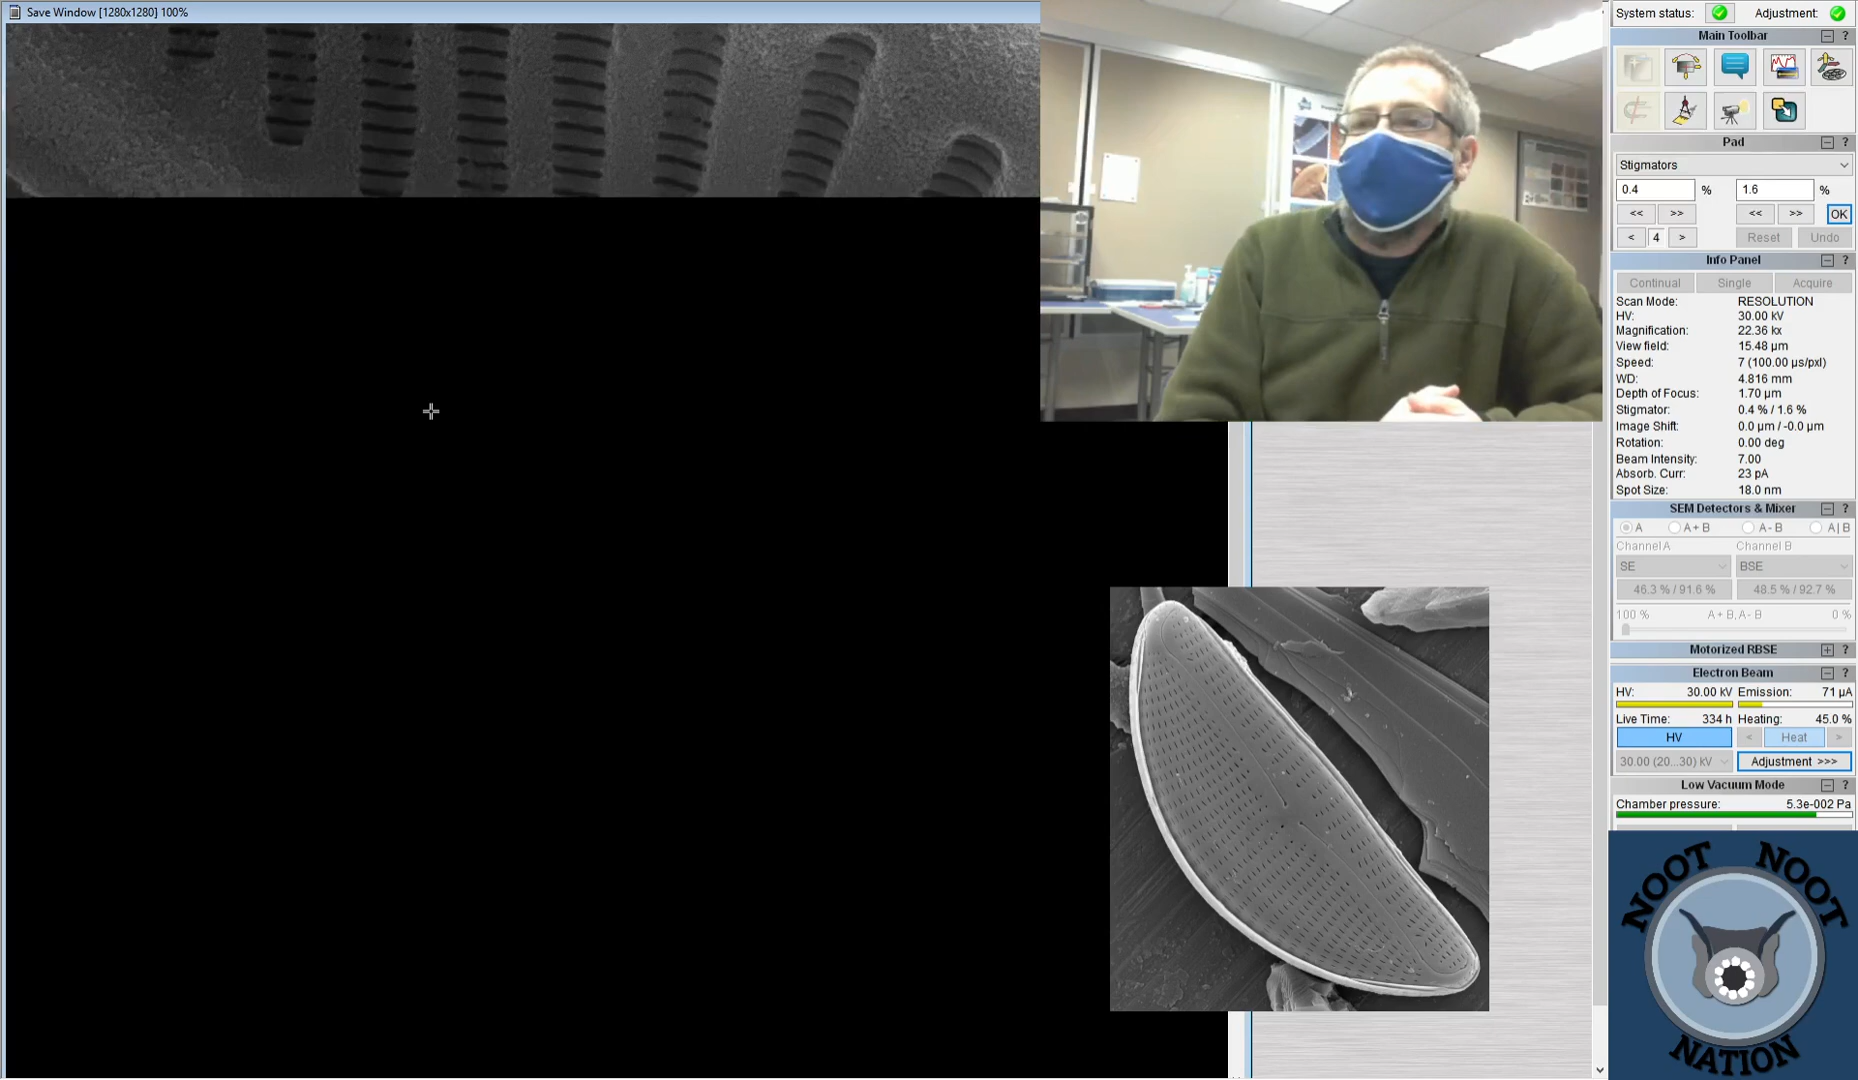 Save Window [1280x1280] 100%
System status: Adjustment:
Main Toolbar ?
Pad ?
Stigmators
0.4 % 1.6 %
<< >> << >> OK
< 4 > Reset Undo
Info Panel ?
Continual Single Acquire
Scan Mode: RESOLUTION
HV: 30.00 kV
Magnification: 22.36 kx
View field: 15.48 µm
Speed: 7 (100.00 µs/pxl)
WD: 4.816 mm
Depth of Focus: 1.70 µm
Stigmator: 0.4 % / 1.6 %
Image Shift: 0.0 µm / -0.0 µm
Rotation: 0.00 deg
Beam Intensity: 7.00
Absorb. Curr: 23 pA
Spot Size: 18.0 nm
SEM Detectors & Mixer ?
A A + B A - B A | B
Channel A Channel B
SE BSE
46.3 % / 91.6 % 48.5 % / 92.7 %
100 % A + B, A - B 0 %
Motorized RBSE ?
Electron Beam ?
HV: 30.00 kV Emission: 71 µA
Live Time: 334 h Heating: 45.0 %
HV < Heat >
30.00 (20...30) kV Adjustment >>>
Low Vacuum Mode ?
Chamber pressure: 5.3e-002 Pa
NOOT NOOT
NATION